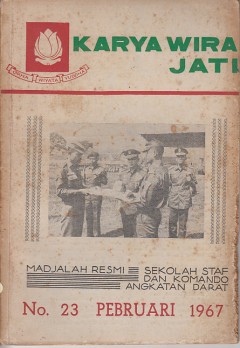 KARYA WIRA
JATI
MADJALAH RESMI
SEKOLAH STAF
DAN KOMANDO
ANGKATAN DARAT
No. 23 PEBRUARI 1967